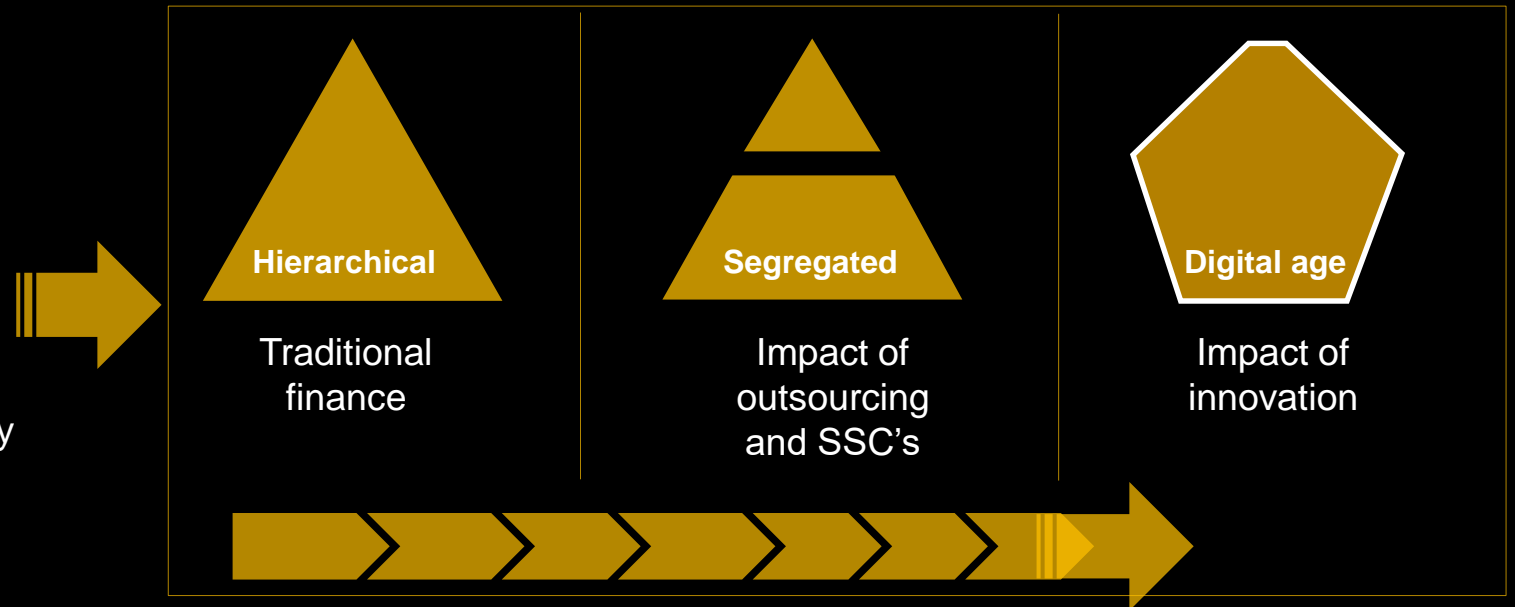 Hierarchical
Traditional
finance
Segregated
Impact of
outsourcing
and SSC's
Digital age
Impact of
innovation
y